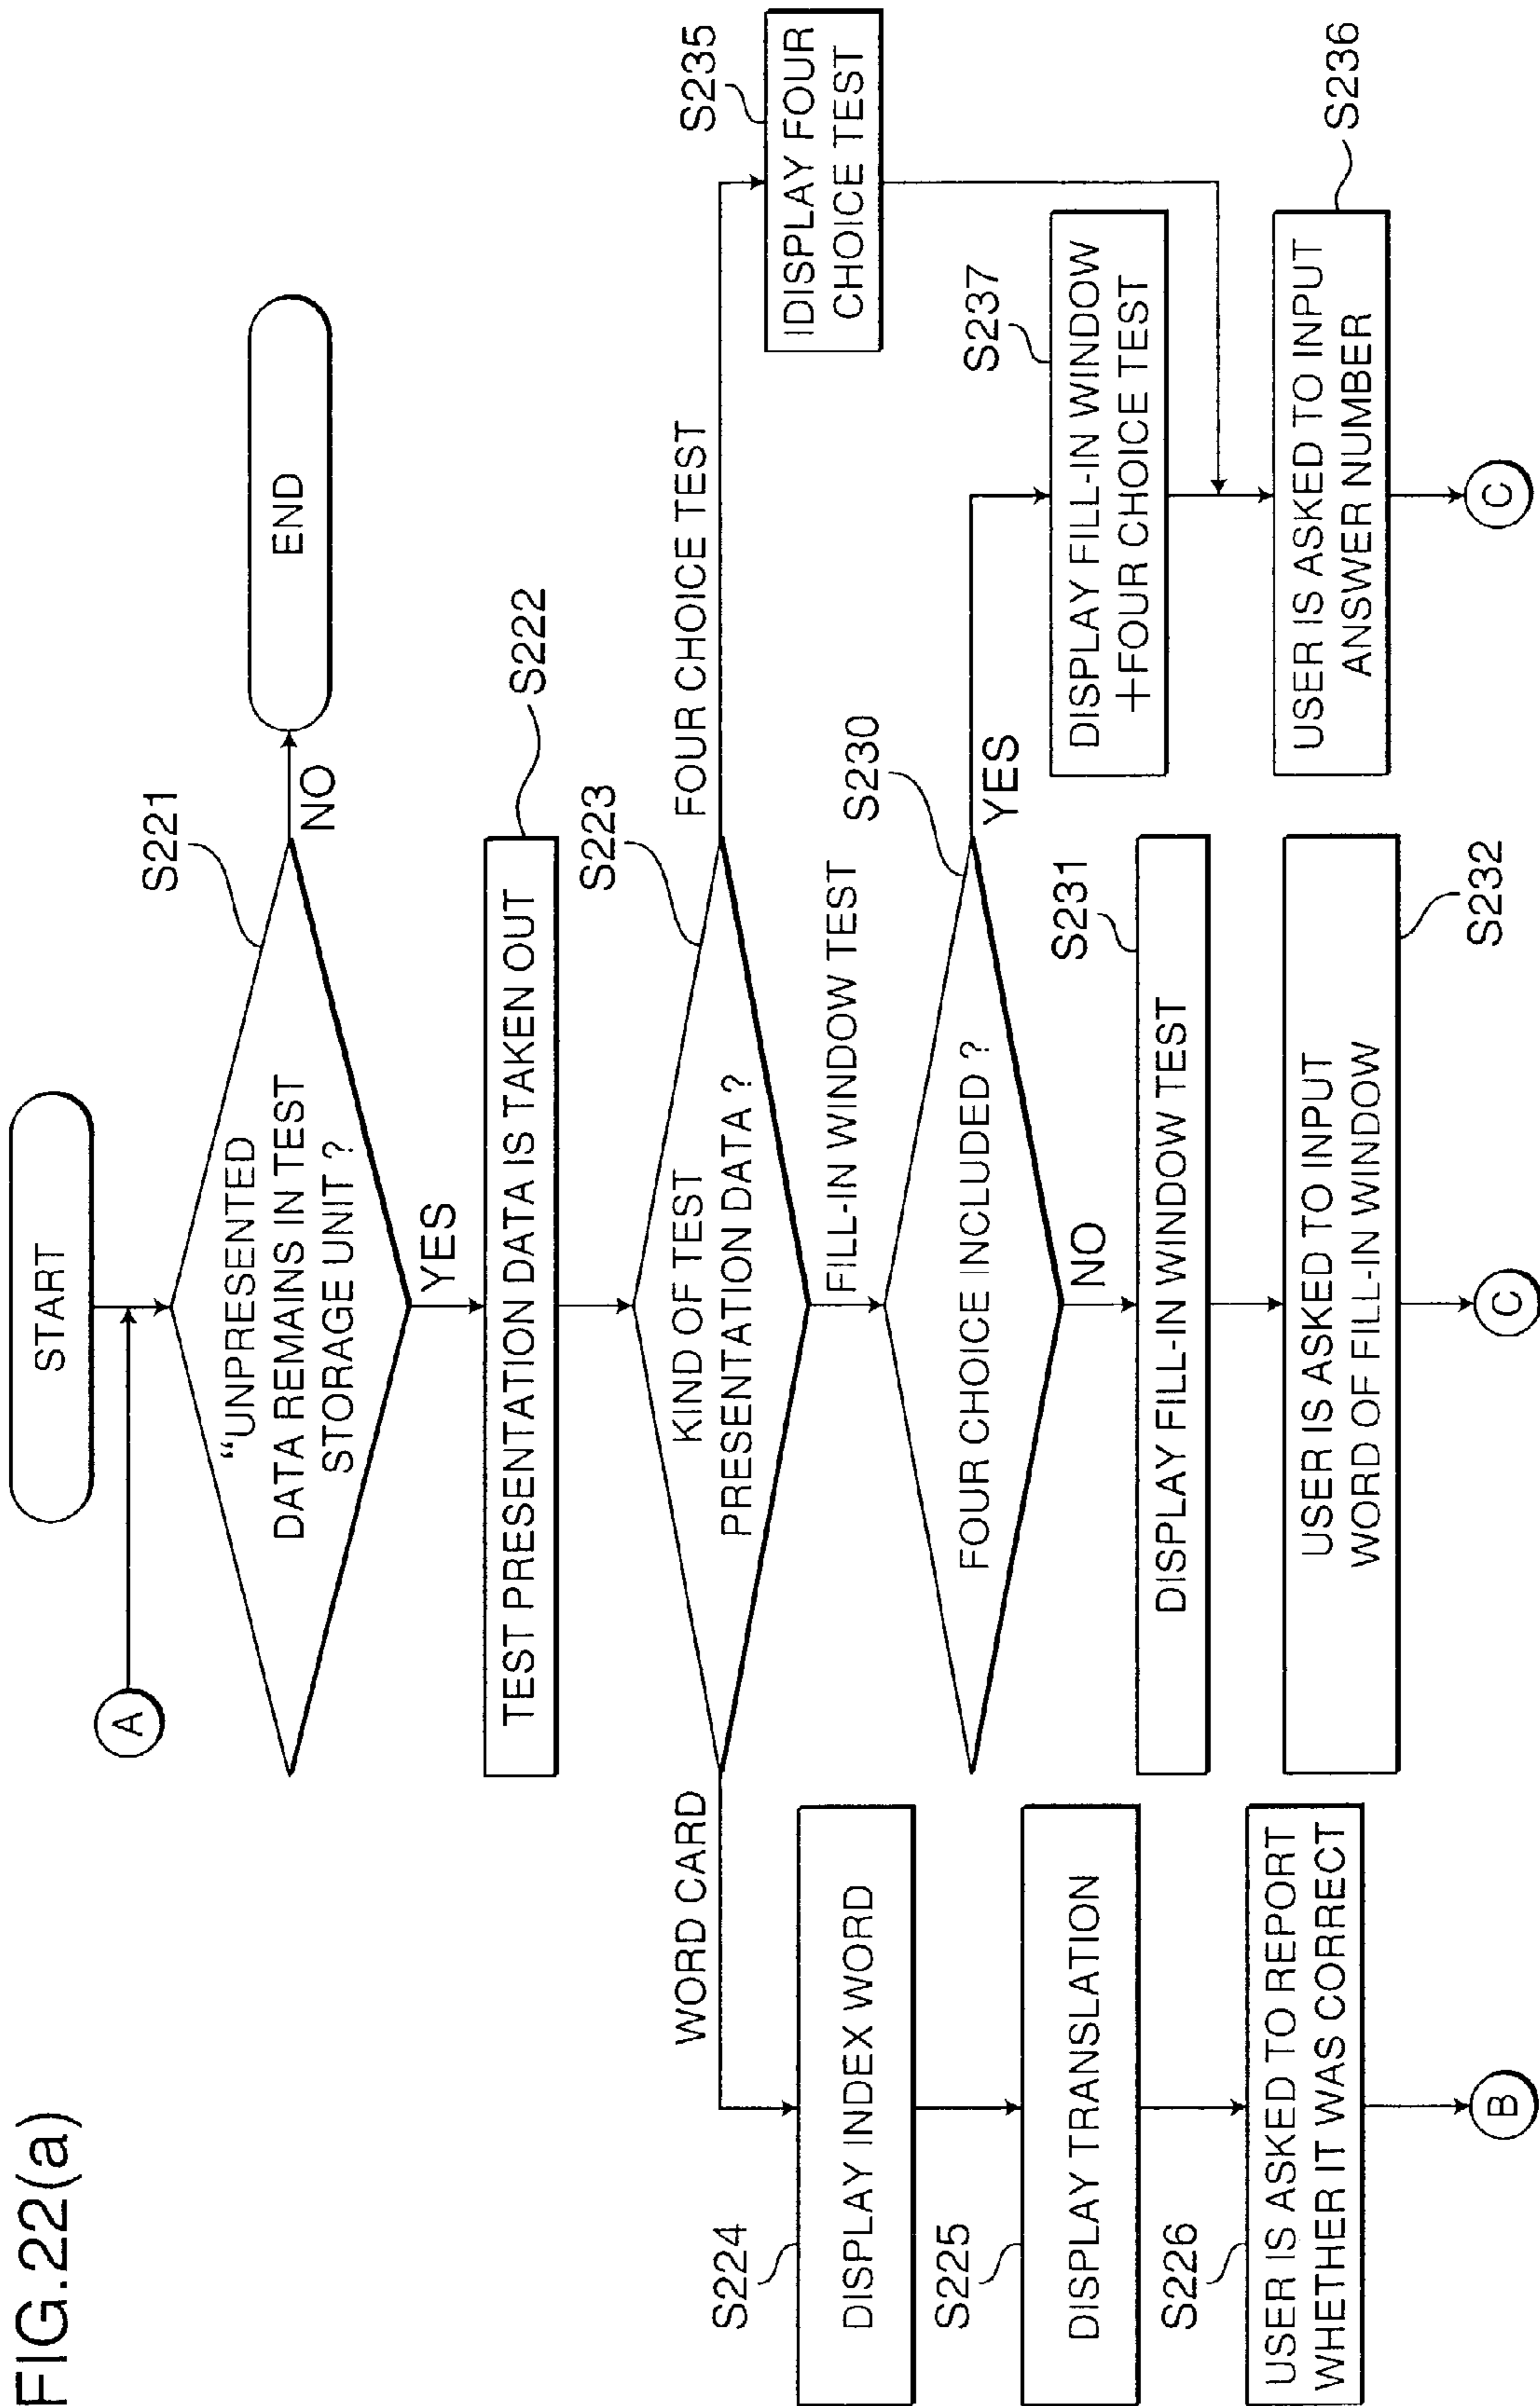 FIG.22(a)
START
A
S221
“UNPRESENTED
DATA REMAINS IN TEST
STORAGE UNIT ?
NO
END
YES
S222
TEST PRESENTATION DATA IS TAKEN OUT
S223
KIND OF TEST
PRESENTATION DATA ?
WORD CARD
FOUR CHOICE TEST
FILL-IN WINDOW TEST
S224
DISPLAY INDEX WORD
S225
DISPLAY TRANSLATION
S226
USER IS ASKED TO REPORT
WHETHER IT WAS CORRECT
B
S230
FOUR CHOICE INCLUDED ?
YES
NO
S231
DISPLAY FILL-IN WINDOW TEST
S232
USER IS ASKED TO INPUT
WORD OF FILL-IN WINDOW
C
S235
IDISPLAY FOUR
CHOICE TEST
S237
DISPLAY FILL-IN WINDOW
+FOUR CHOICE TEST
S236
USER IS ASKED TO INPUT
ANSWER NUMBER
C